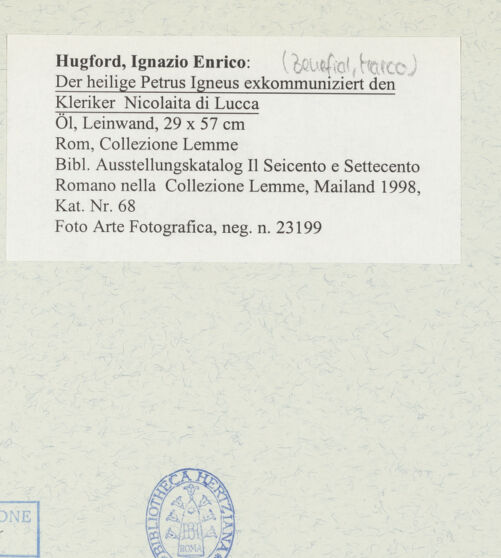 Hugford, Ignazio Enrico: (Benefial, Marco)
Der heilige Petrus Igneus exkommuniziert den
Kleriker Nicolaita di Lucca
Öl, Leinwand, 29 x 57 cm
Rom, Collezione Lemme
Bibl. Ausstellungskatalog Il Seicento e Settecento
Romano nella Collezione Lemme, Mailand 1998,
Kat. Nr. 68
Foto Arte Fotografica, neg. n. 23199
BIBLIOTHECA HERTZIANA
ROMA
IONE